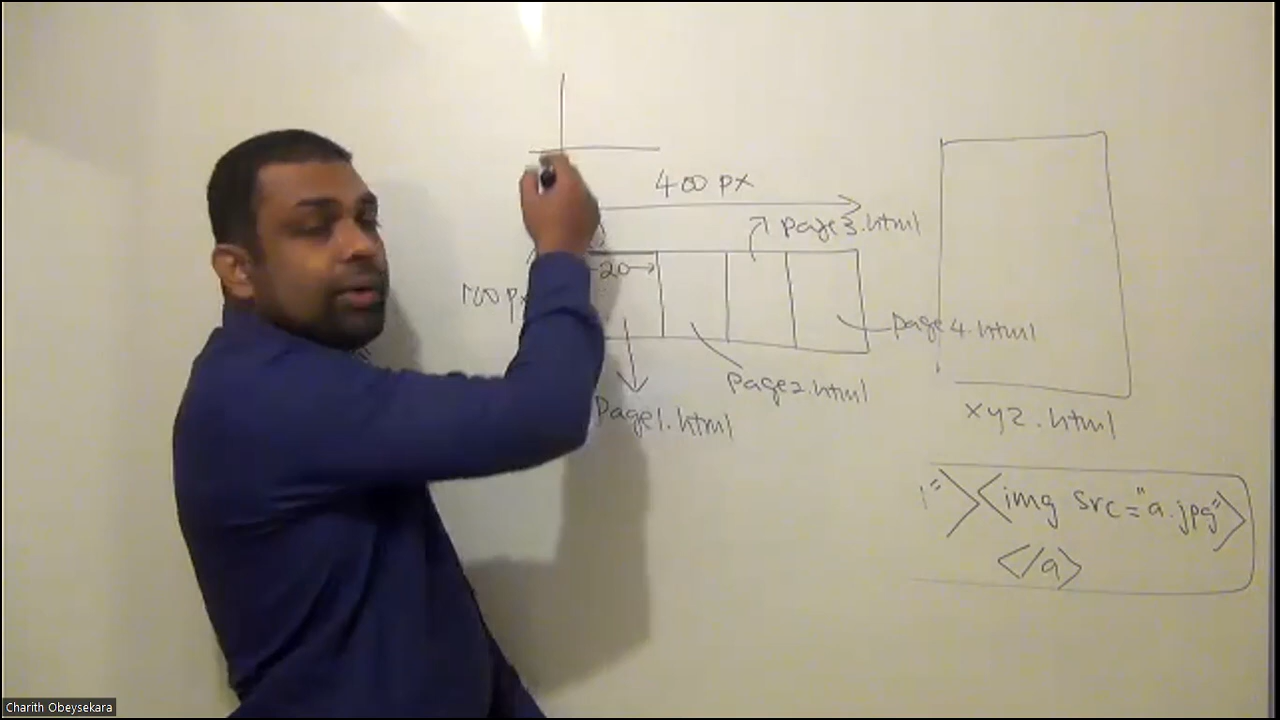 400 px
page3.html
20
100 px
page4.html
page2.html
page1.html
xyz.html
"><img src="a.jpg">
</a>
Charith Obeysekara